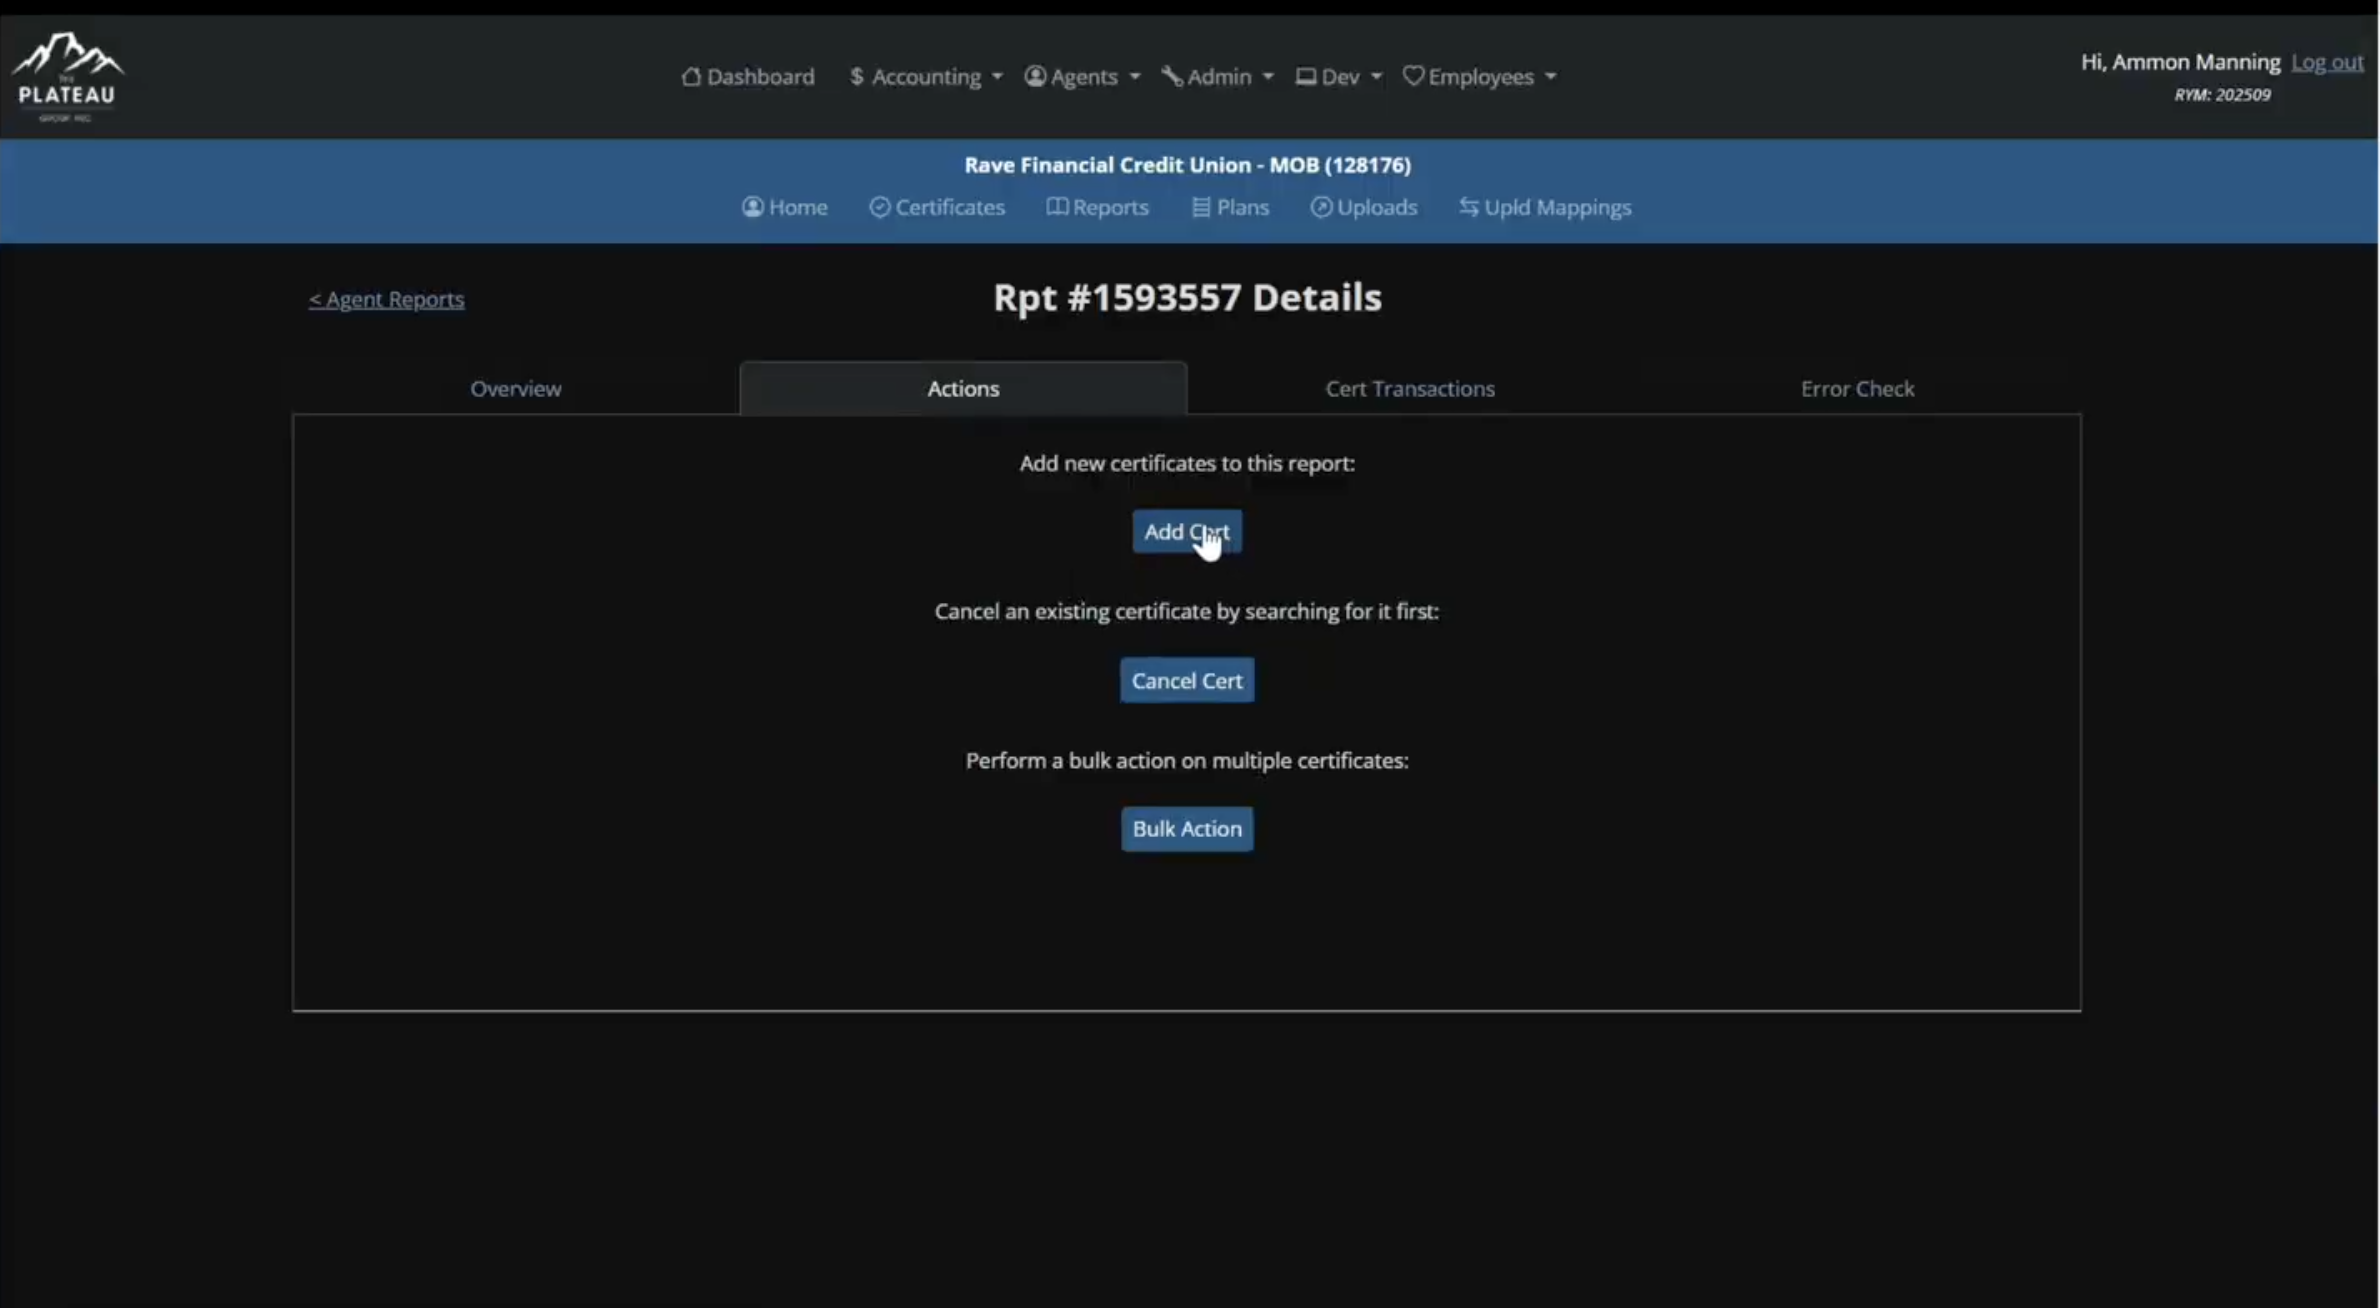 THE
PLATEAU
GROUP, INC.
Dashboard $ Accounting Agents Admin Dev Employees
Hi, Ammon Manning Log out
RYM: 202509
Rave Financial Credit Union - MOB (128176)
Home Certificates Reports Plans Uploads Upld Mappings
< Agent Reports
Rpt #1593557 Details
Overview Actions Cert Transactions Error Check
Add new certificates to this report:
Add Cert
Cancel an existing certificate by searching for it first:
Cancel Cert
Perform a bulk action on multiple certificates:
Bulk Action